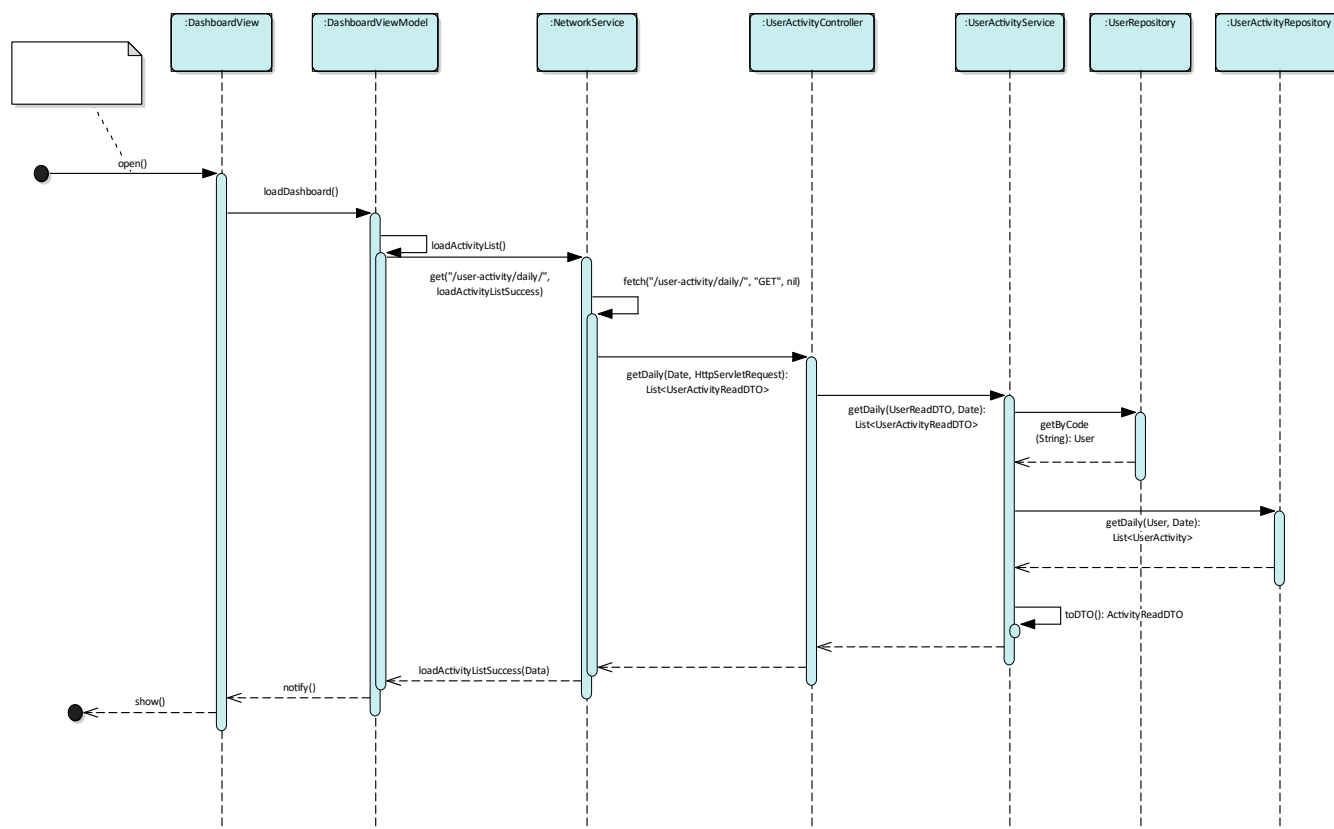 :DashboardView
:DashboardViewModel
:NetworkService
:UserActivityController
:UserActivityService
:UserRepository
:UserActivityRepository
open()
loadDashboard()
loadActivityList()
get("/user-activity/daily/",
loadActivityListSuccess)
fetch("/user-activity/daily/", "GET", nil)
getDaily(Date, HttpServletRequest):
List<UserActivityReadDTO>
getDaily(UserReadDTO, Date):
List<UserActivityReadDTO>
getByCode
(String): User
getDaily(User, Date):
List<UserActivity>
toDTO(): ActivityReadDTO
loadActivityListSuccess(Data)
notify()
show()